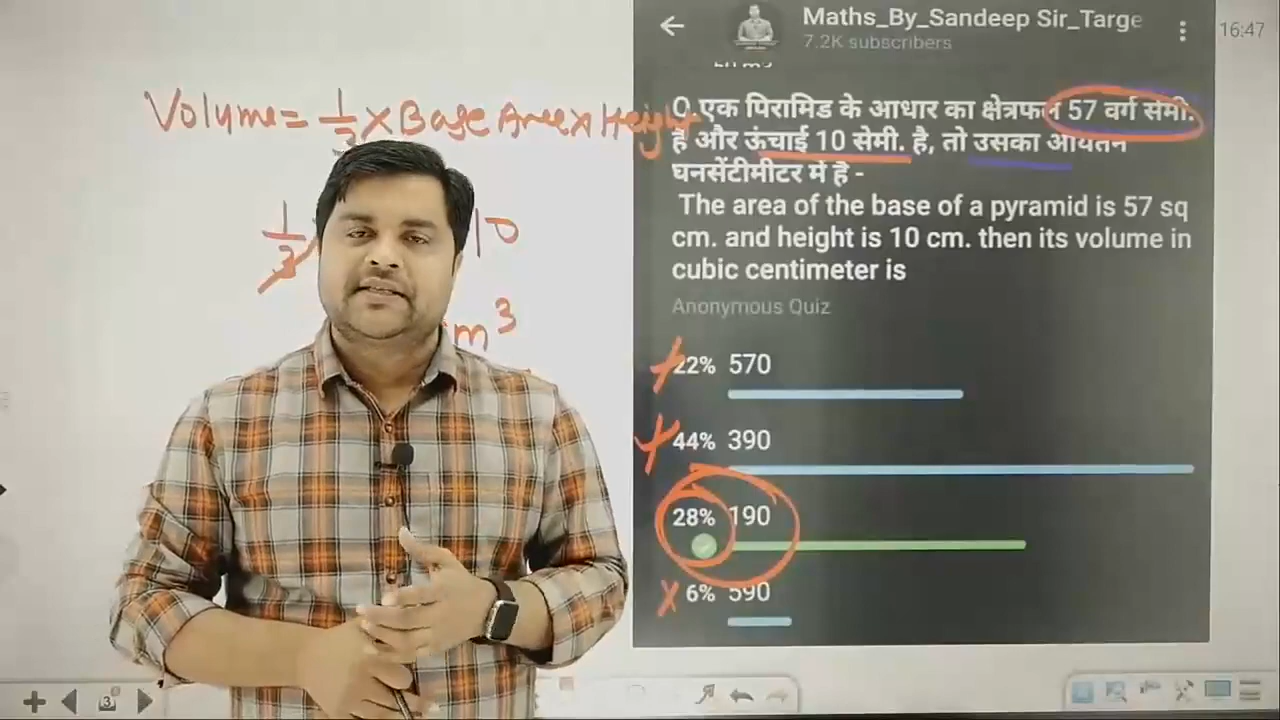 Maths_By_Sandeep Sir_Targe
7.2K subscribers
16:47
Volume = 1/3 × Base Area × Height
1/3
10
m³
Q.एक पिरामिड के आधार का क्षेत्रफल 57 वर्ग सेमी.
है और ऊंचाई 10 सेमी. है, तो उसका आयतन
घनसेंटीमीटर में है -
The area of the base of a pyramid is 57 sq
cm. and height is 10 cm. then its volume in
cubic centimeter is
Anonymous Quiz
22% 570
44% 390
28% 190
6% 590
3